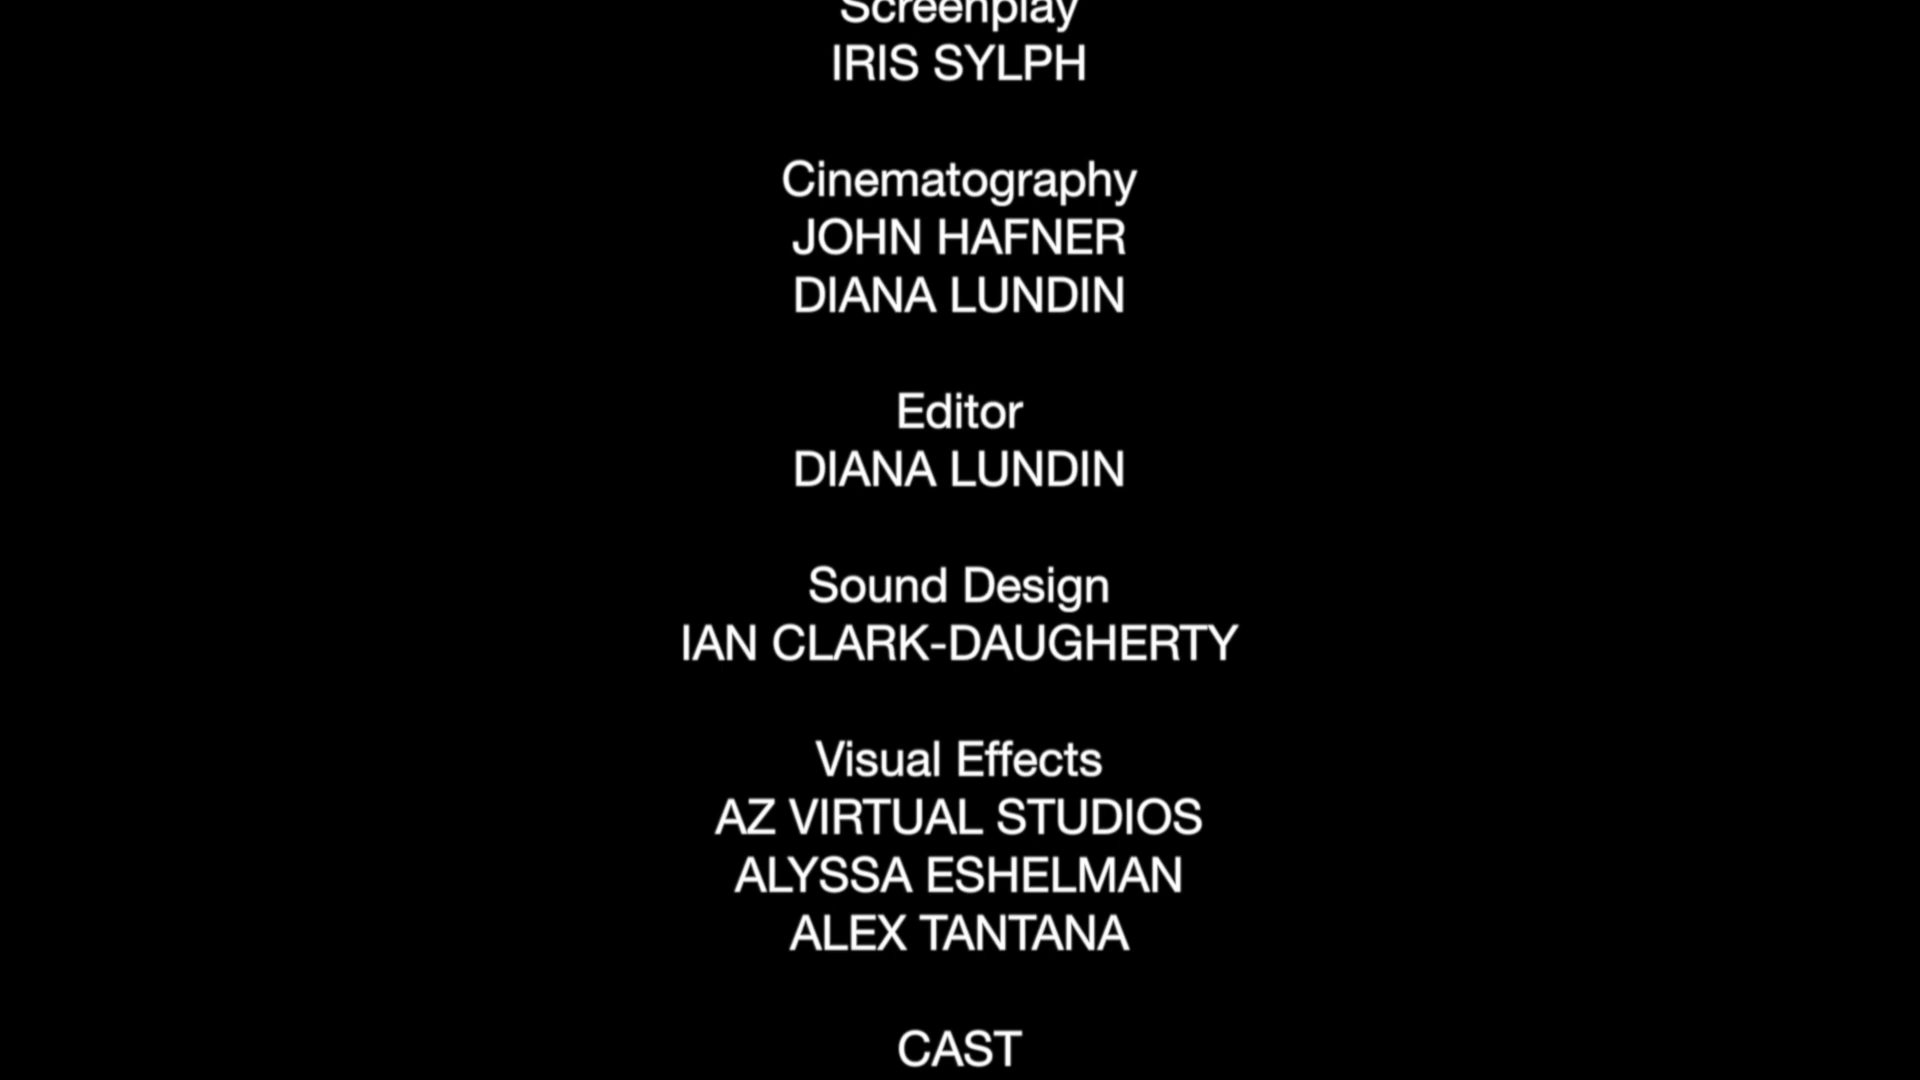 Screenplay
IRIS SYLPH
Cinematography
JOHN HAFNER
DIANA LUNDIN
Editor
DIANA LUNDIN
Sound Design
IAN CLARK-DAUGHERTY
Visual Effects
AZ VIRTUAL STUDIOS
ALYSSA ESHELMAN
ALEX TANTANA
CAST